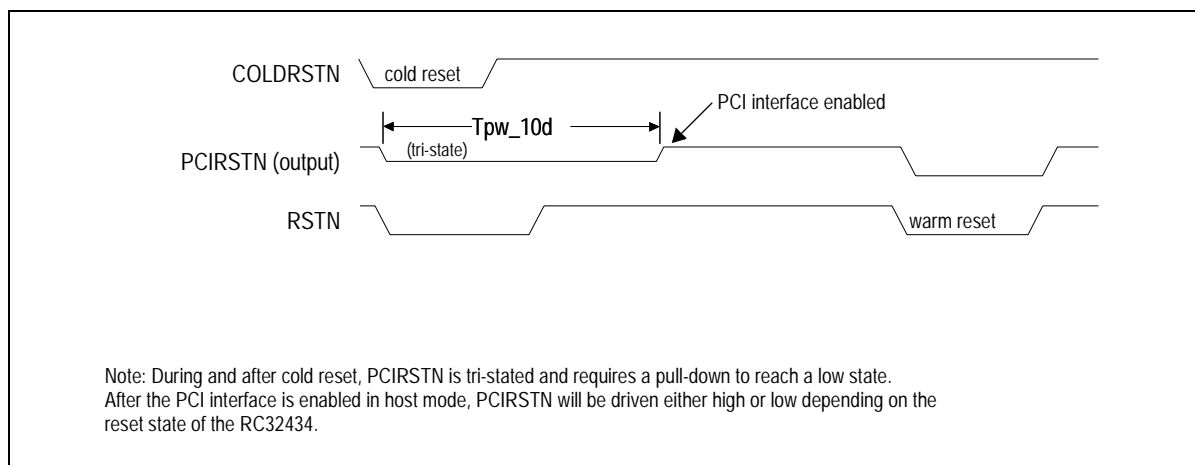 COLDRSTN
cold reset
PCI interface enabled
Tpw_10d
(tri-state)
PCIRSTN (output)
RSTN
warm reset
Note: During and after cold reset, PCIRSTN is tri-stated and requires a pull-down to reach a low state.
After the PCI interface is enabled in host mode, PCIRSTN will be driven either high or low depending on the
reset state of the RC32434.